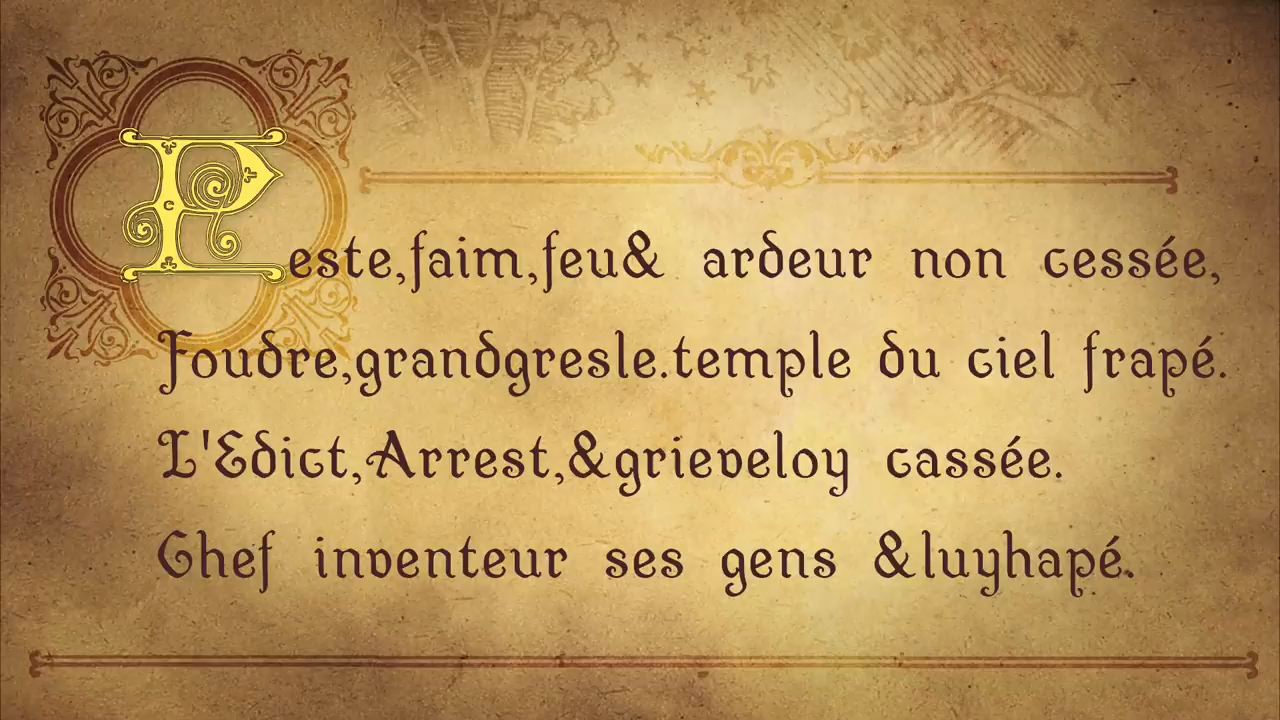 Peste,faim,feu& ardeur non cessée,
Foudre,grandgresle.temple du ciel frapé.
L'Edict,Arrest,&grieveloy cassée.
Chef inventeur ses gens &luyhapé.